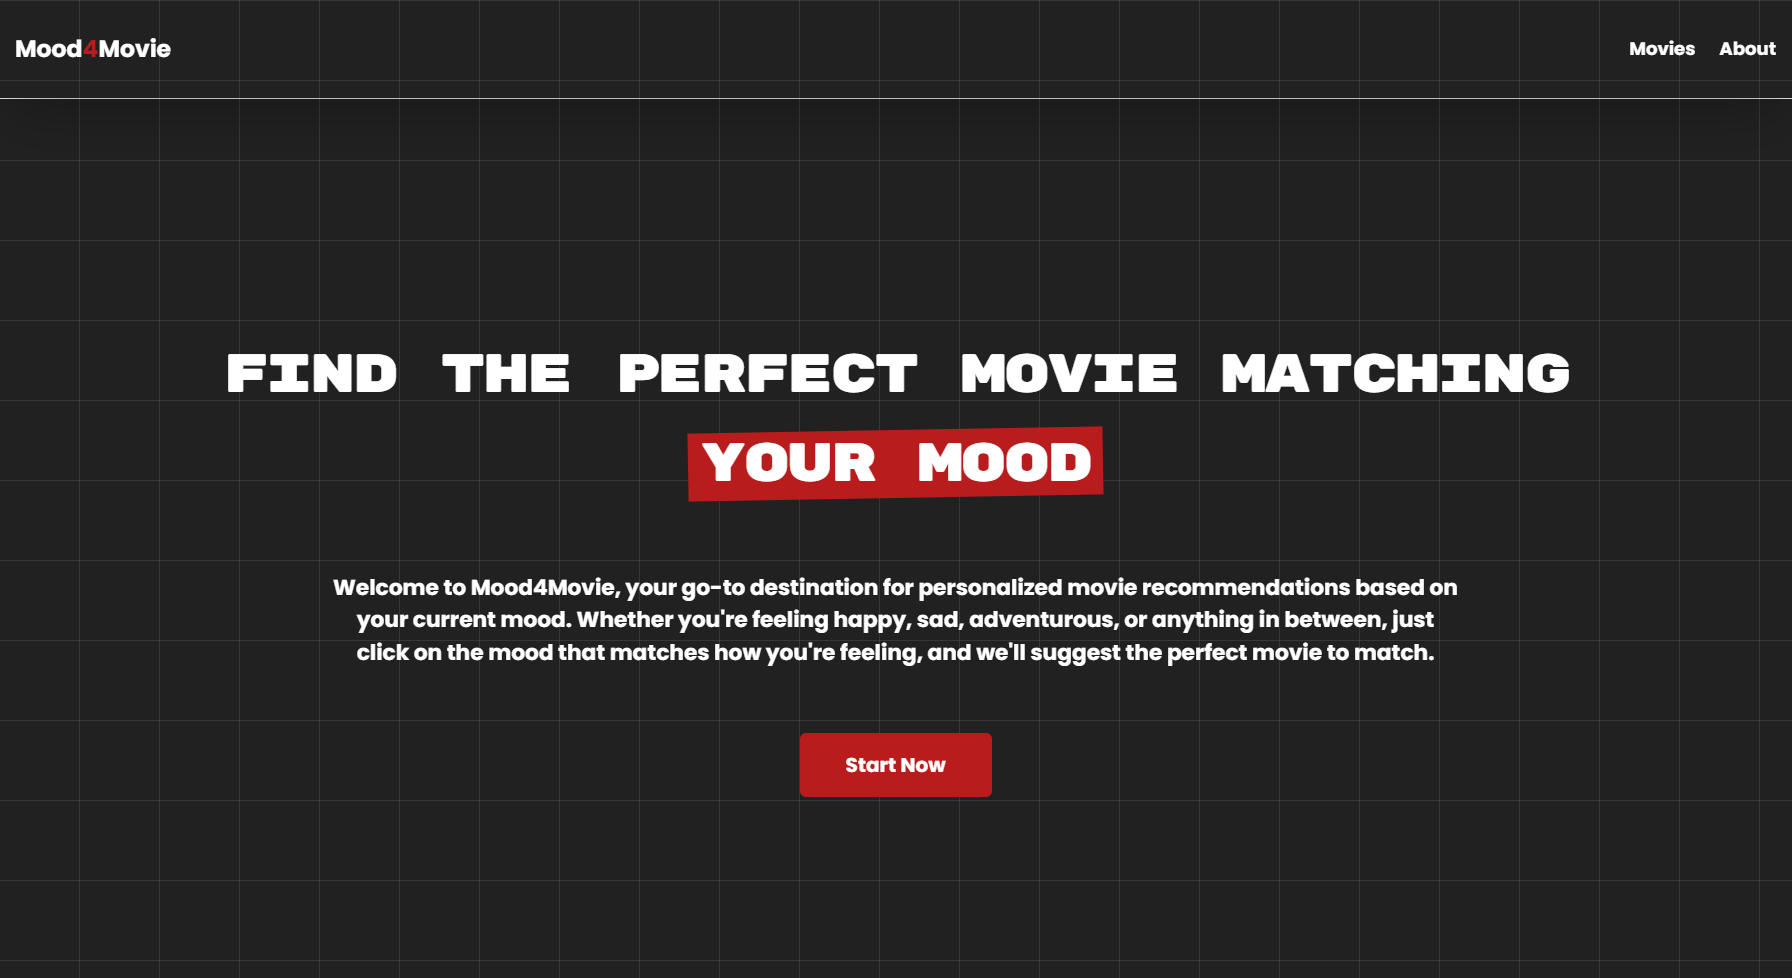 Mood4Movie
Movies About
FIND THE PERFECT MOVIE MATCHING
YOUR MOOD
Welcome to Mood4Movie, your go-to destination for personalized movie recommendations based on
your current mood. Whether you're feeling happy, sad, adventurous, or anything in between, just
click on the mood that matches how you're feeling, and we'll suggest the perfect movie to match.
Start Now